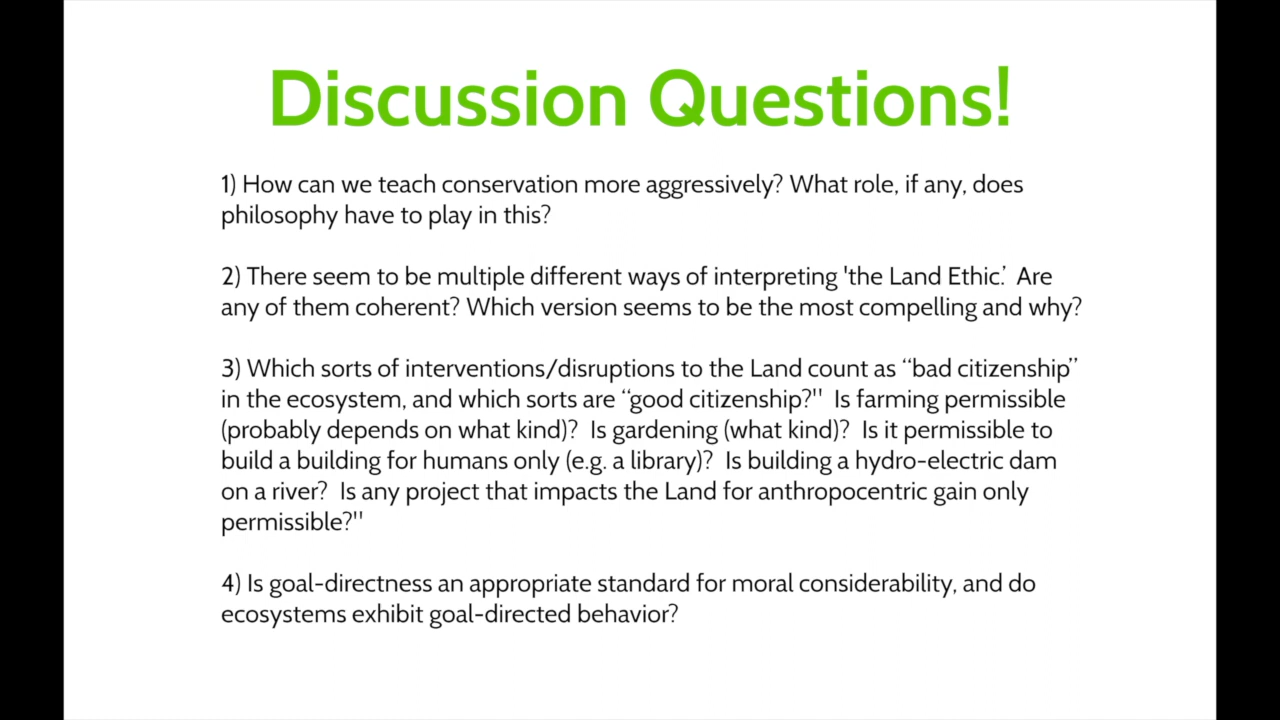 Discussion Questions!
1) How can we teach conservation more aggressively? What role, if any, does
philosophy have to play in this?
2) There seem to be multiple different ways of interpreting 'the Land Ethic.’ Are
any of them coherent? Which version seems to be the most compelling and why?
3) Which sorts of interventions/disruptions to the Land count as “bad citizenship”
in the ecosystem, and which sorts are “good citizenship?" Is farming permissible
(probably depends on what kind)? Is gardening (what kind)? Is it permissible to
build a building for humans only (e.g. a library)? Is building a hydro-electric dam
on a river? Is any project that impacts the Land for anthropocentric gain only
permissible?"
4) Is goal-directness an appropriate standard for moral considerability, and do
ecosystems exhibit goal-directed behavior?